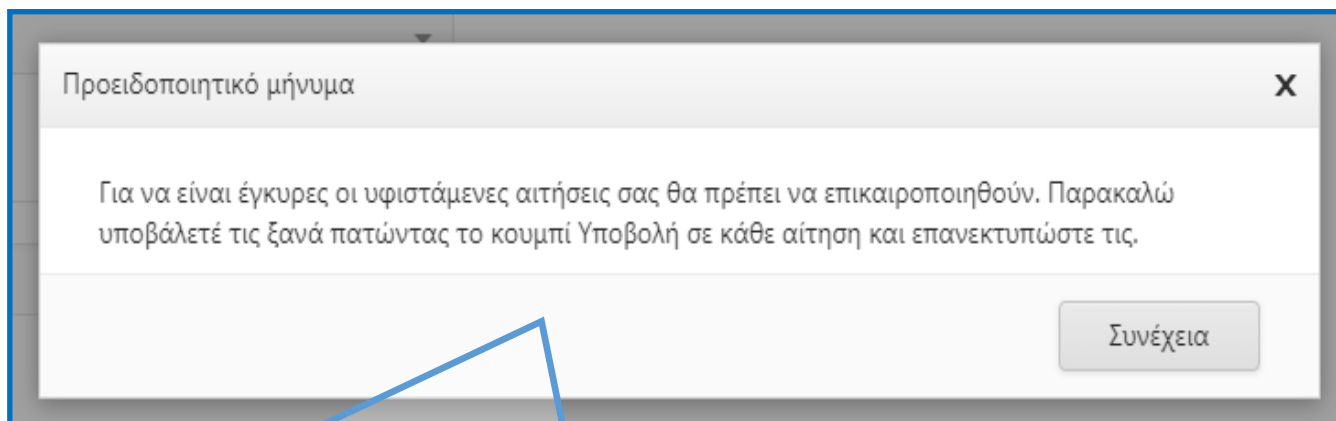 Προειδοποιητικό μήνυμα
x
Για να είναι έγκυρες οι υφιστάμενες αιτήσεις σας θα πρέπει να επικαιροποιηθούν. Παρακαλώ
υποβάλετέ τις ξανά πατώντας το κουμπί Υποβολή σε κάθε αίτηση και επανεκτυπώστε τις.
Συνέχεια